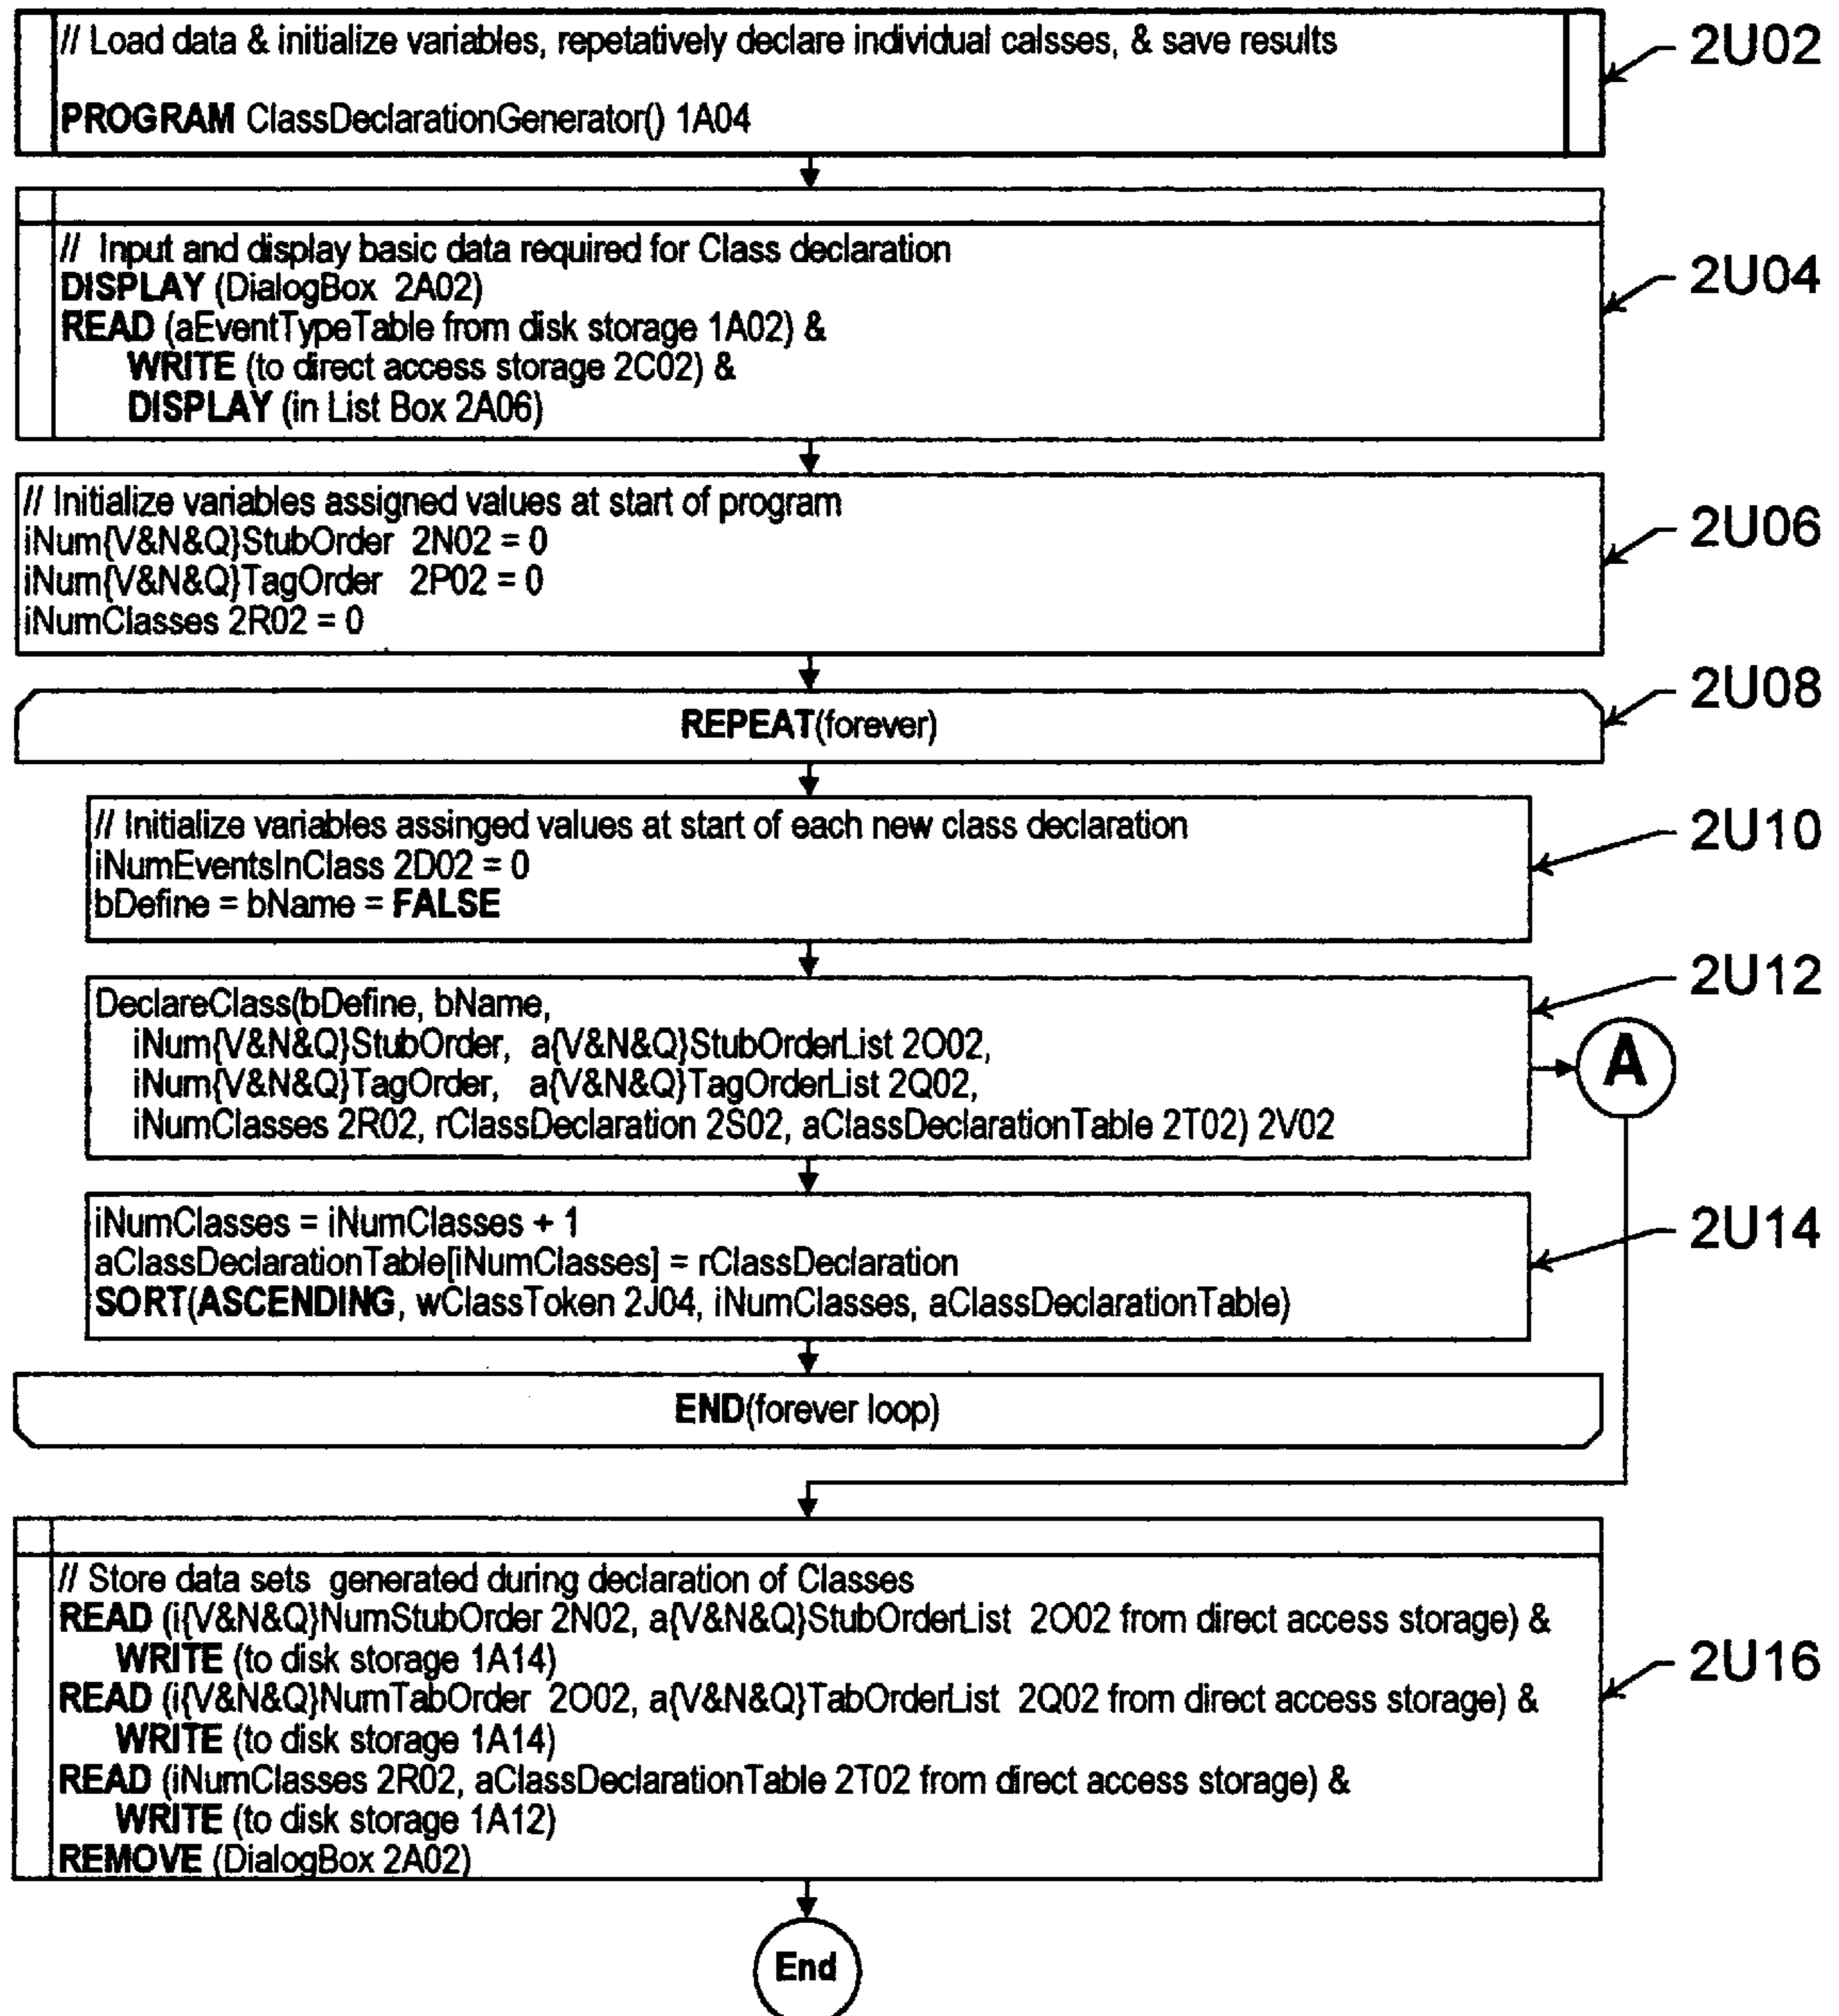 // Load data & initialize variables, repetatively declare individual calsses, & save results
PROGRAM ClassDeclarationGenerator() 1A04
2U02
// Input and display basic data required for Class declaration
DISPLAY (DialogBox 2A02)
READ (aEventTypeTable from disk storage 1A02) &
WRITE (to direct access storage 2C02) &
DISPLAY (in List Box 2A06)
2U04
// Initialize variables assigned values at start of program
iNum{V&N&Q}StubOrder 2N02 = 0
iNum{V&N&Q}TagOrder 2P02 = 0
iNumClasses 2R02 = 0
2U06
REPEAT(forever)
2U08
// Initialize variables assinged values at start of each new class declaration
iNumEventsInClass 2D02 = 0
bDefine = bName = FALSE
2U10
DeclareClass(bDefine, bName,
iNum{V&N&Q}StubOrder, a{V&N&Q}StubOrderList 2O02,
iNum{V&N&Q}TagOrder, a{V&N&Q}TagOrderList 2Q02,
iNumClasses 2R02, rClassDeclaration 2S02, aClassDeclarationTable 2T02) 2V02
2U12
A
iNumClasses = iNumClasses + 1
aClassDeclarationTable[iNumClasses] = rClassDeclaration
SORT(ASCENDING, wClassToken 2J04, iNumClasses, aClassDeclarationTable)
2U14
END(forever loop)
// Store data sets generated during declaration of Classes
READ (i{V&N&Q}NumStubOrder 2N02, a{V&N&Q}StubOrderList 2O02 from direct access storage) &
WRITE (to disk storage 1A14)
READ (i{V&N&Q}NumTabOrder 2O02, a{V&N&Q}TabOrderList 2Q02 from direct access storage) &
WRITE (to disk storage 1A14)
READ (iNumClasses 2R02, aClassDeclarationTable 2T02 from direct access storage) &
WRITE (to disk storage 1A12)
REMOVE (DialogBox 2A02)
2U16
End